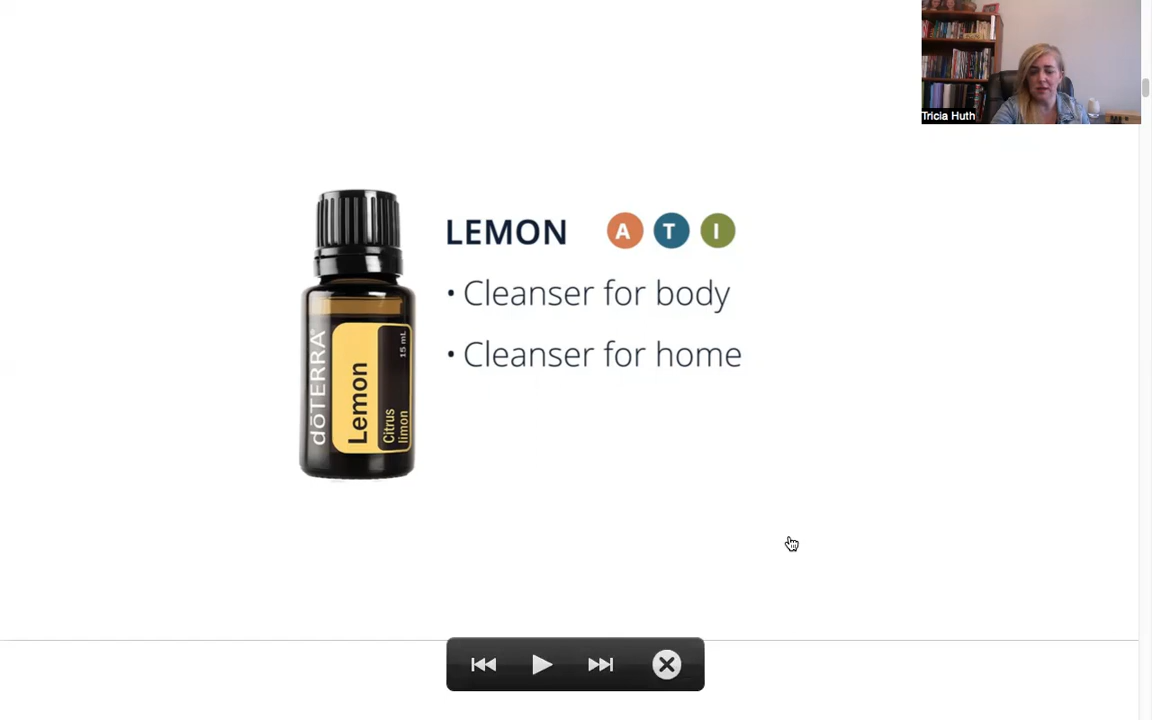 Tricia Huth
LEMON A T I
• Cleanser for body
• Cleanser for home
dōTERRA®
Lemon
Citrus
limon
15 mL